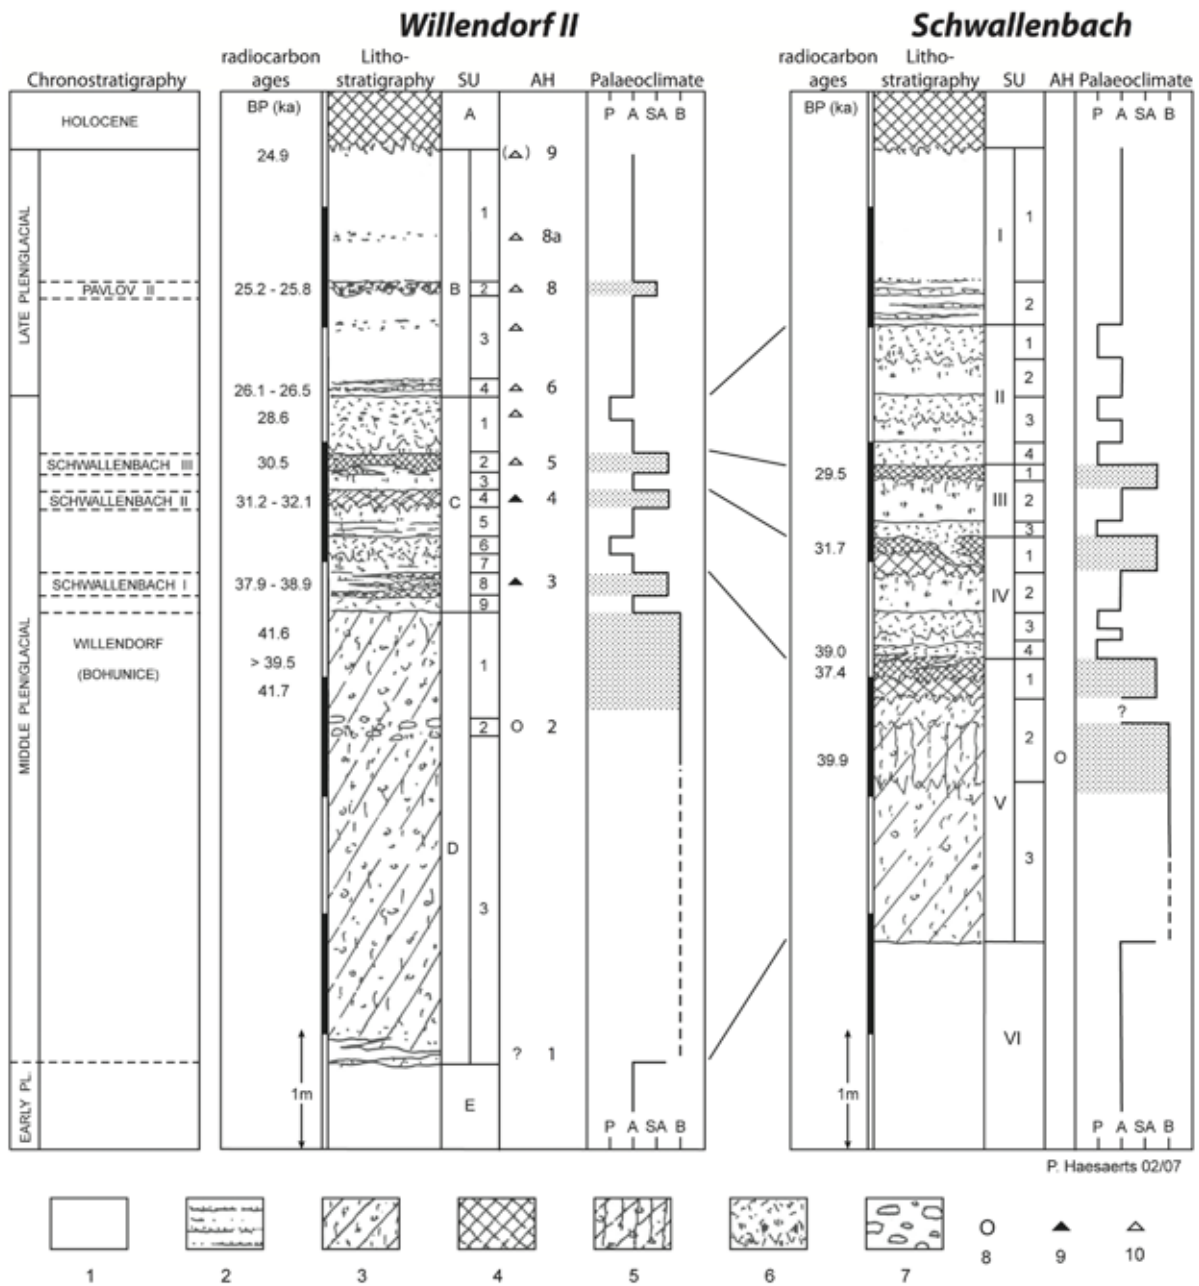 Willendorf II
Schwallenbach
Chronostratigraphy
radiocarbon
ages
Litho-
stratigraphy
SU
AH
Palaeoclimate
radiocarbon
ages
Litho-
stratigraphy
SU
AH
Palaeoclimate
HOLOCENE
LATE PLENIGLACIAL
PAVLOV II
MIDDLE PLENIGLACIAL
SCHWALLENBACH III
SCHWALLENBACH II
SCHWALLENBACH I
WILLENDORF
(BOHUNICE)
EARLY PL.
BP (ka)
24.9
25.2 - 25.8
26.1 - 26.5
28.6
30.5
31.2 - 32.1
37.9 - 38.9
41.6
> 39.5
41.7
1m
A
B
1
2
3
4
C
1
2
3
4
5
6
7
8
9
D
1
2
3
E
( ) 9
8a
8
6
5
4
3
2
? 1
P A SA B
P A SA B
BP (ka)
29.5
31.7
39.0
37.4
39.9
1m
I
1
2
II
1
2
3
4
III
1
2
3
IV
1
2
3
4
V
1
2
3
VI
P A SA B
?
P A SA B
P. Haesaerts 02/07
1 2 3 4 5 6 7 8 9 10